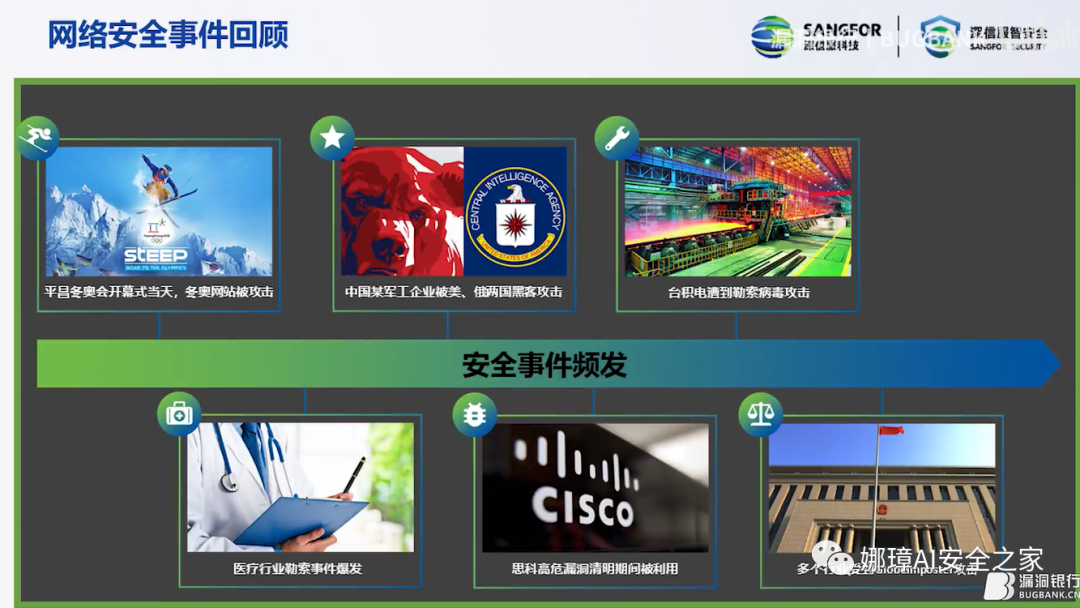 网络安全事件回顾
SANGFOR
深信服科技
深信服智安全
SANGFOR SECURITY
BUGBANK
STEEP
ROAD TO THE OLYMPICS
CENTRAL INTELLIGENCE AGENCY
UNITED STATES OF AMERICA
平昌冬奥会开幕式当天，冬奥网站被攻击
中国某军工企业被美、俄两国黑客攻击
台积电遭到勒索病毒攻击
安全事件频发
CISCO
医疗行业勒索事件爆发
思科高危漏洞清明期间被利用
多个行业受到Globelmposter攻击
娜璋AI安全之家
漏洞银行
BUGBANK.CN